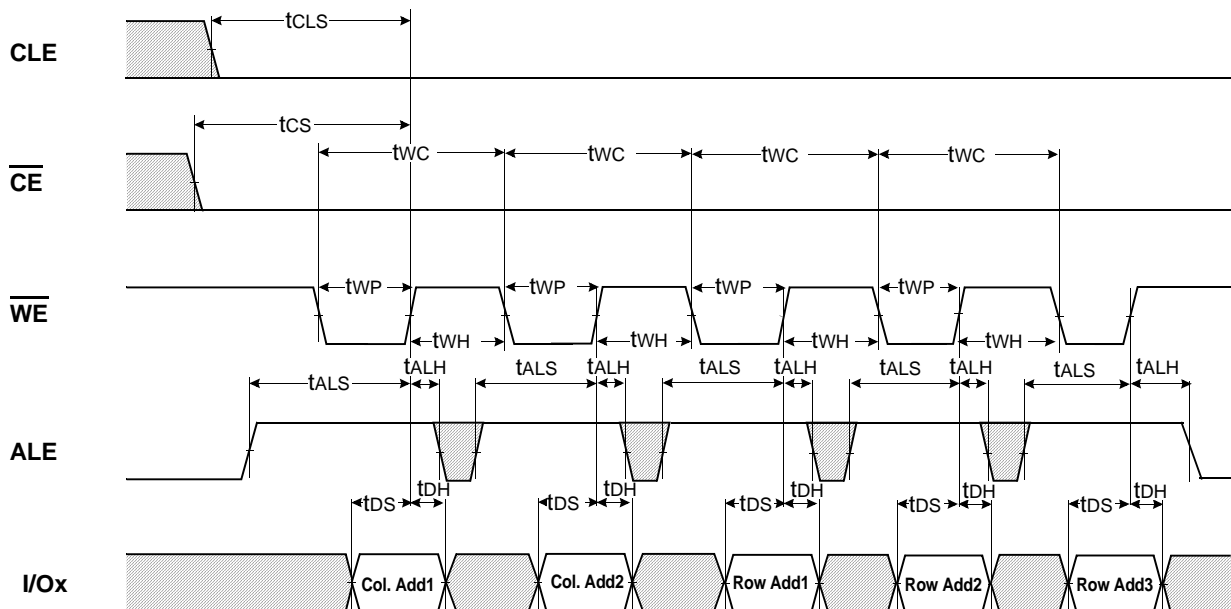 CLE
tCLS
CE
tCS
tWC tWC tWC tWC
WE
tWP tWP tWP tWP
tWH tWH tWH tWH
ALE
tALS tALH tALS tALH tALS tALH tALS tALH tALS tALH
tDS tDH tDS tDH tDS tDH tDS tDH tDS tDH
I/Ox
Col. Add1 Col. Add2 Row Add1 Row Add2 Row Add3